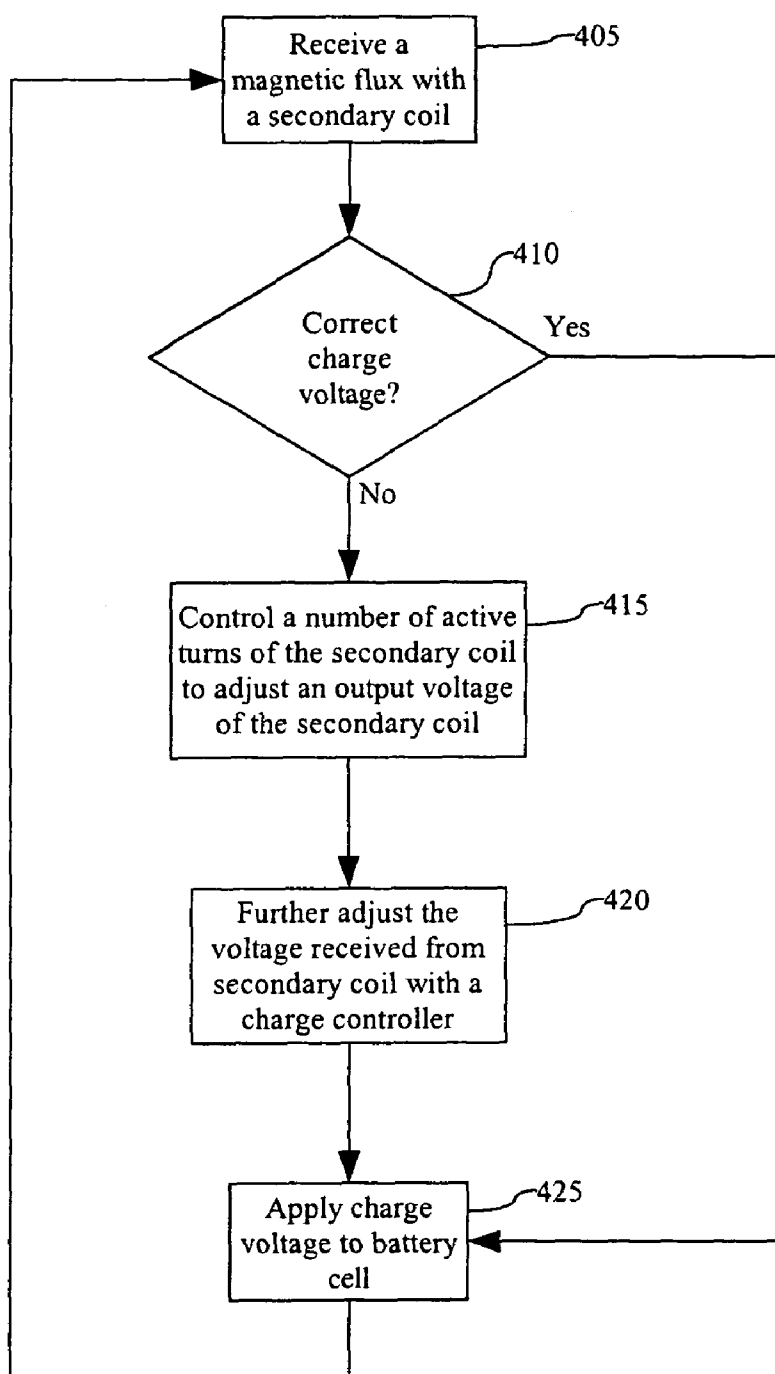 Receive a
magnetic flux with
a secondary coil
405
410
Correct
charge
voltage?
Yes
No
Control a number of active
turns of the secondary coil
to adjust an output voltage
of the secondary coil
415
Further adjust the
voltage received from
secondary coil with a
charge controller
420
Apply charge
voltage to battery
cell
425